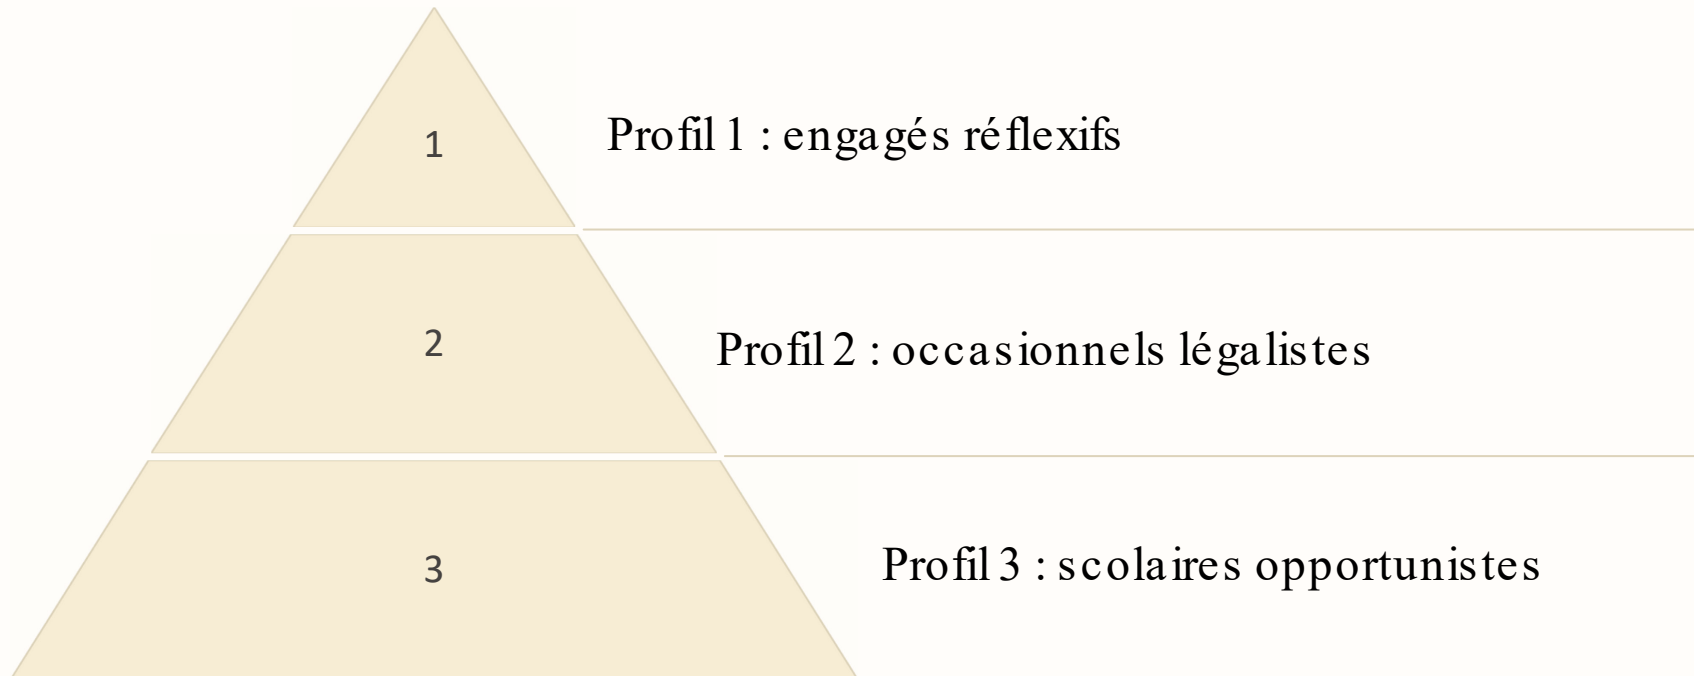 1
Profil 1 : engagés réflexifs
2
Profil 2 : occasionnels légalistes
3
Profil 3 : scolaires opportunistes